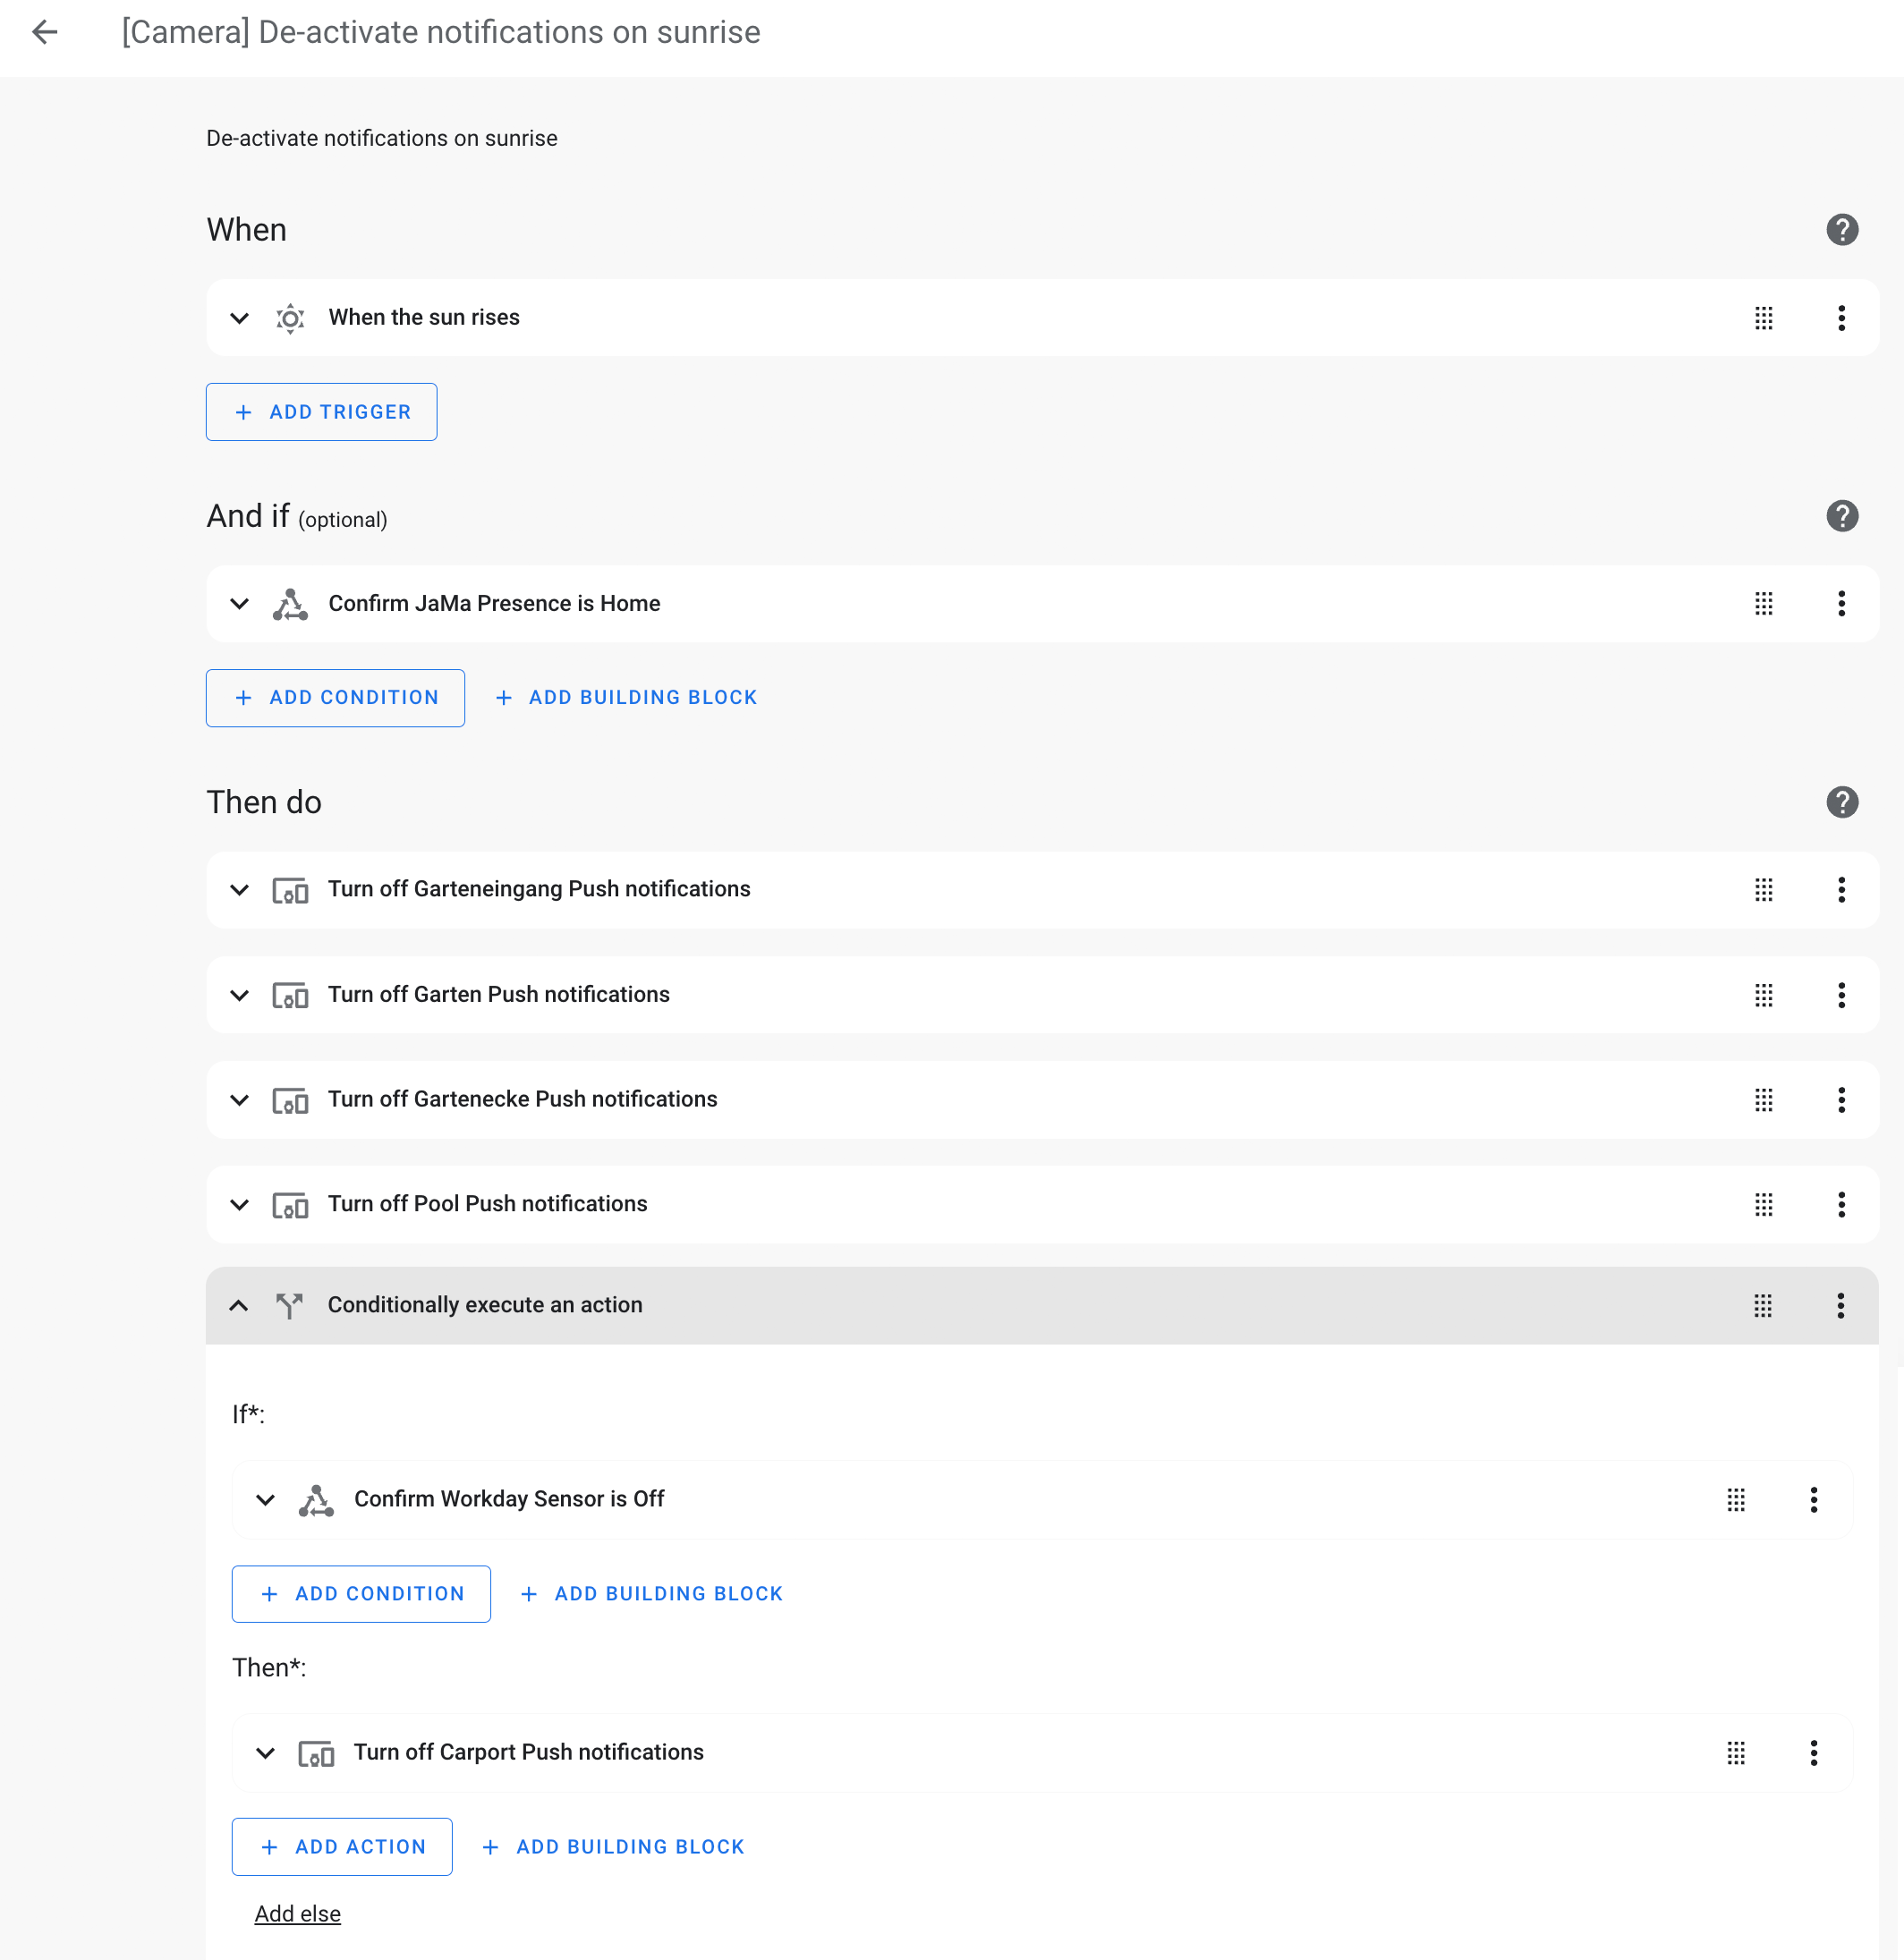 [Camera] De-activate notifications on sunrise
De-activate notifications on sunrise
When
When the sun rises
+ ADD TRIGGER
And if (optional)
Confirm JaMa Presence is Home
+ ADD CONDITION + ADD BUILDING BLOCK
Then do
Turn off Garteneingang Push notifications
Turn off Garten Push notifications
Turn off Gartenecke Push notifications
Turn off Pool Push notifications
Conditionally execute an action
If*:
Confirm Workday Sensor is Off
+ ADD CONDITION + ADD BUILDING BLOCK
Then*:
Turn off Carport Push notifications
+ ADD ACTION + ADD BUILDING BLOCK
Add else